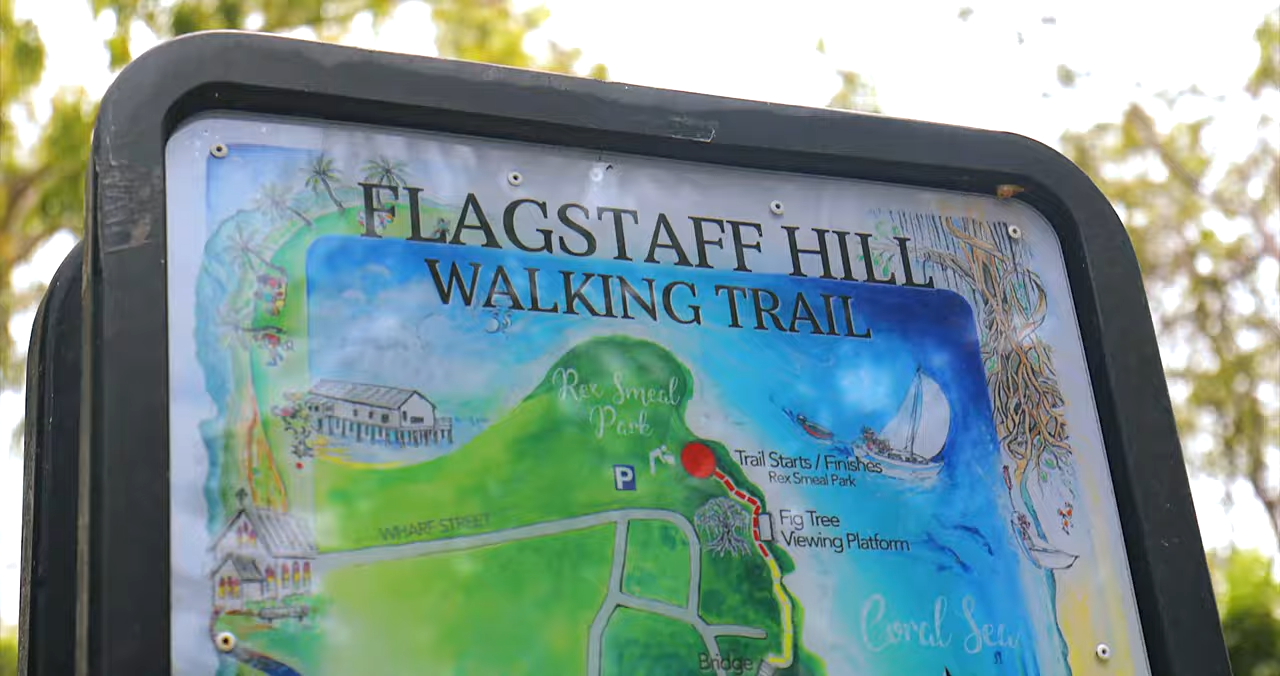 FLAGSTAFF HILL
WALKING TRAIL
Rex Smeal
Park
P
Trail Starts / Finishes
Rex Smeal Park
WHARF STREET
Fig Tree
Viewing Platform
Coral Sea
Bridge